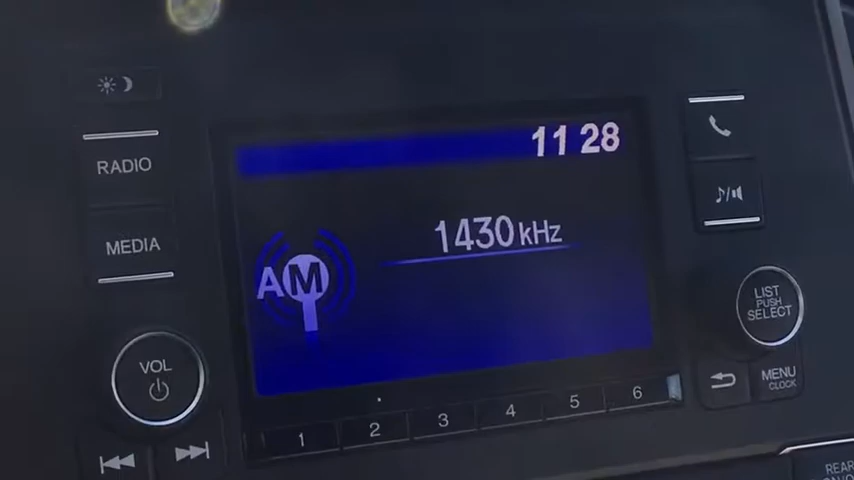 11 28
RADIO
1430 kHz
MEDIA
AM
LIST
PUSH
SELECT
VOL
MENU
CLOCK
1 2 3 4 5 6
REAR